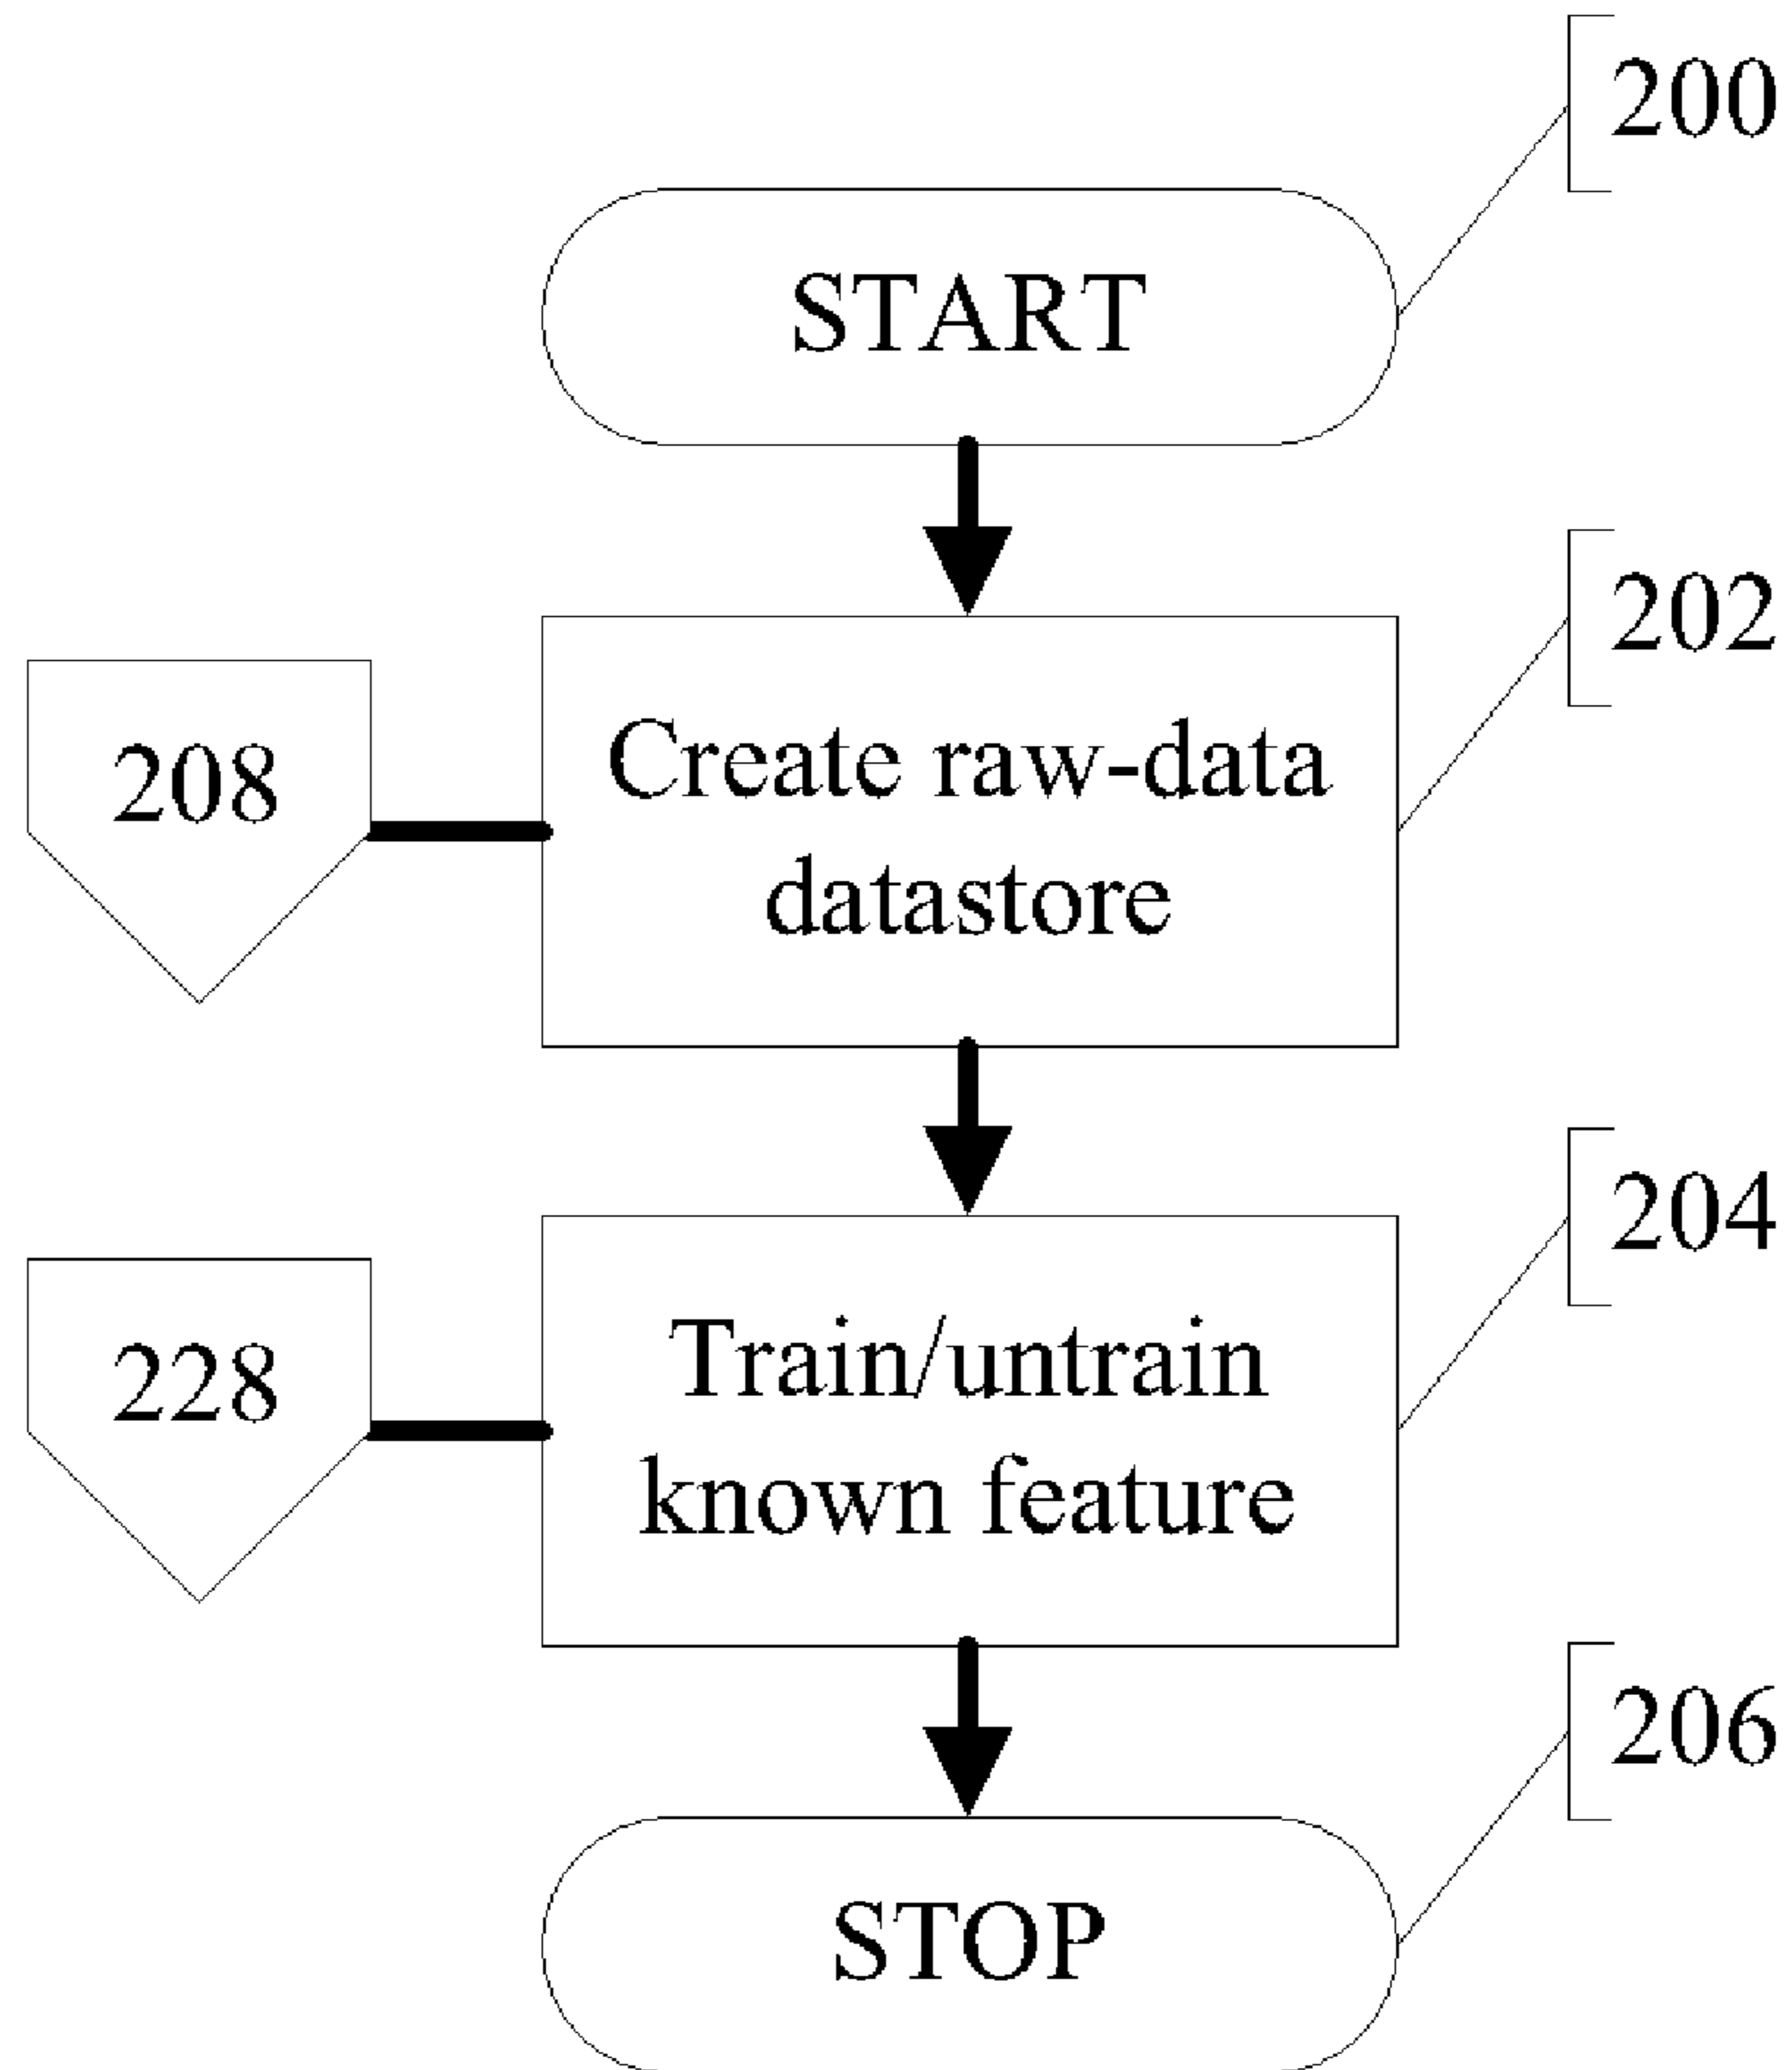 200
START
202
208
Create raw-data
datastore
204
228
Train/untrain
known feature
206
STOP